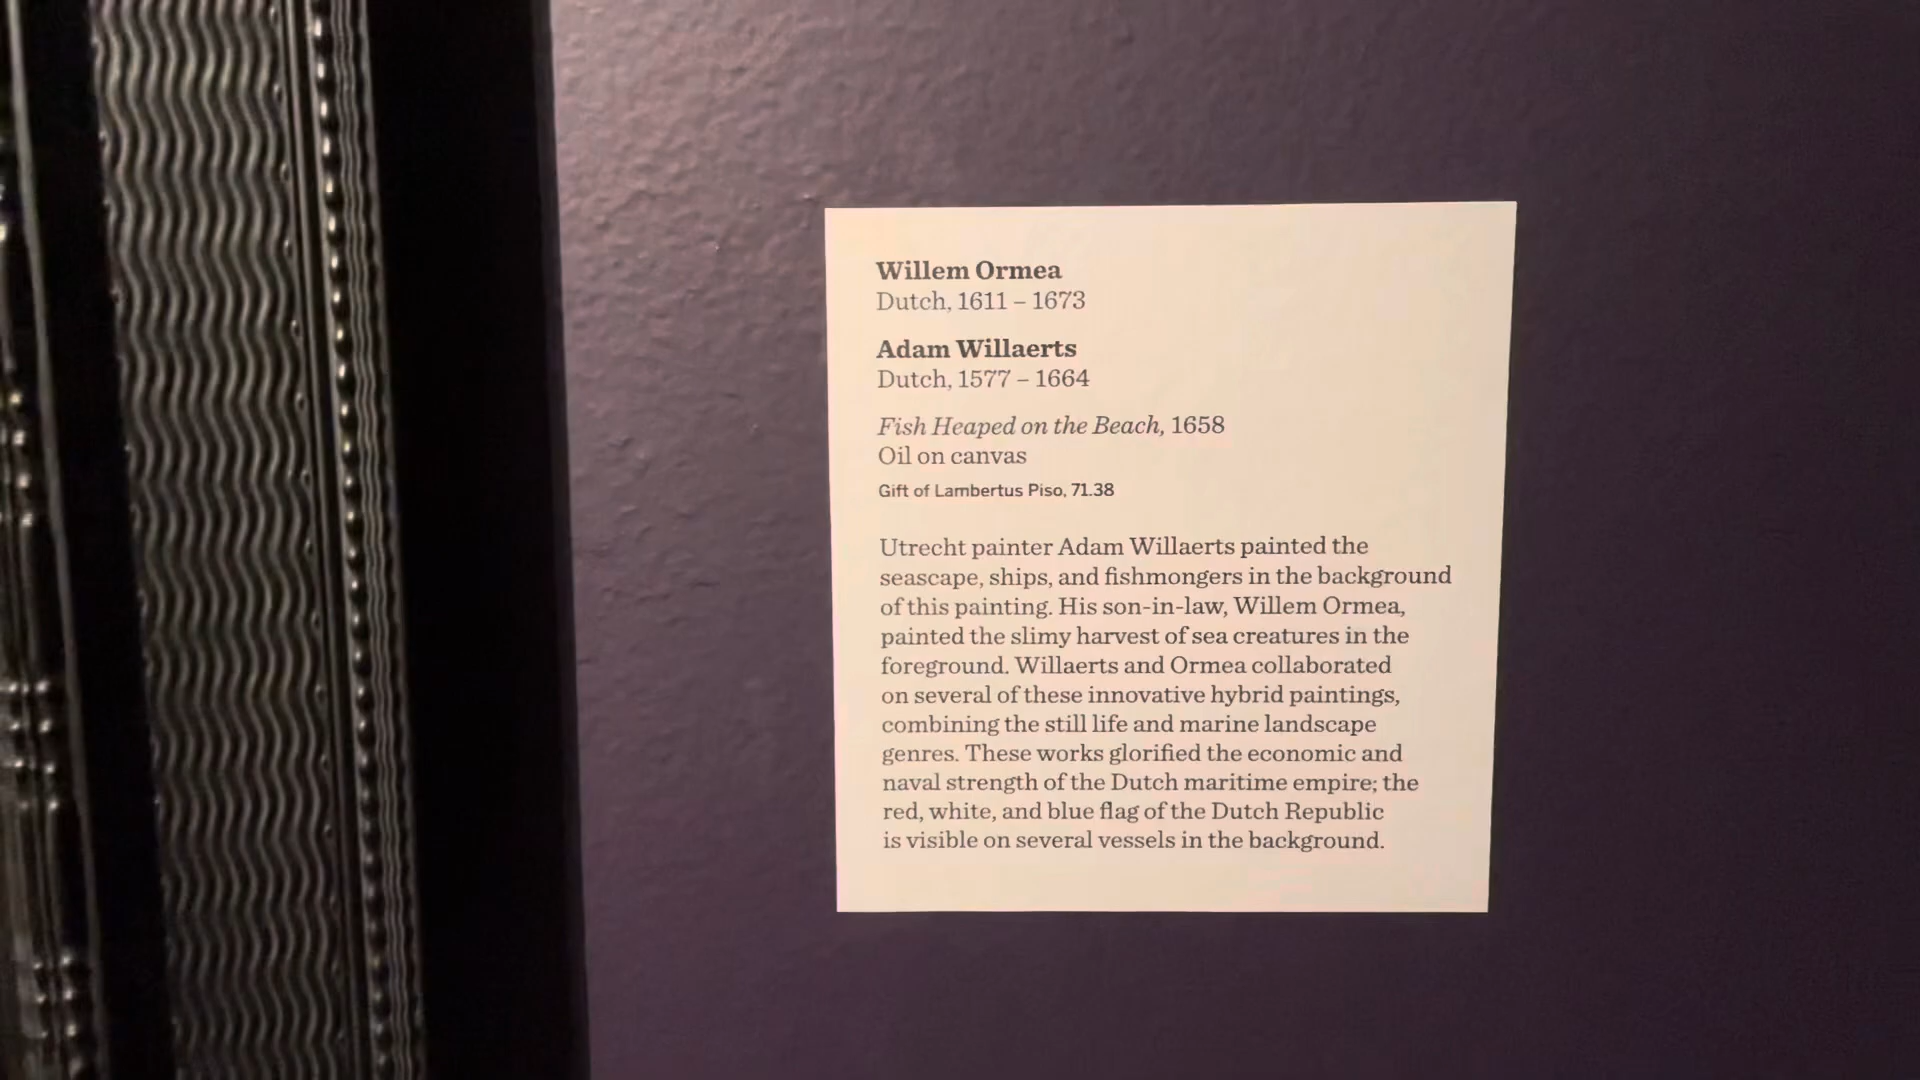 Willem Ormea
Dutch, 1611 – 1673
Adam Willaerts
Dutch, 1577 – 1664
Fish Heaped on the Beach, 1658
Oil on canvas
Gift of Lambertus Piso, 71.38
Utrecht painter Adam Willaerts painted the
seascape, ships, and fishmongers in the background
of this painting. His son-in-law, Willem Ormea,
painted the slimy harvest of sea creatures in the
foreground. Willaerts and Ormea collaborated
on several of these innovative hybrid paintings,
combining the still life and marine landscape
genres. These works glorified the economic and
naval strength of the Dutch maritime empire; the
red, white, and blue flag of the Dutch Republic
is visible on several vessels in the background.